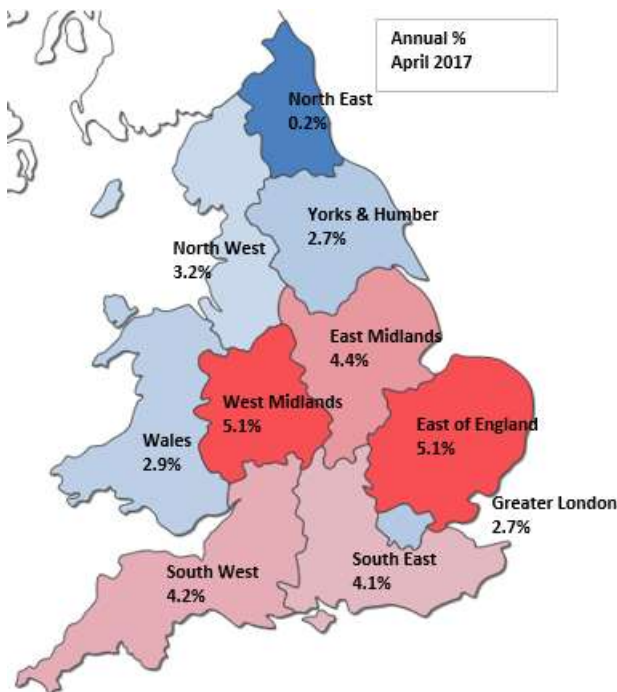 Annual %
April 2017
North East
0.2%
Yorks & Humber
2.7%
North West
3.2%
East Midlands
4.4%
West Midlands
5.1%
East of England
5.1%
Wales
2.9%
Greater London
2.7%
South East
4.1%
South West
4.2%